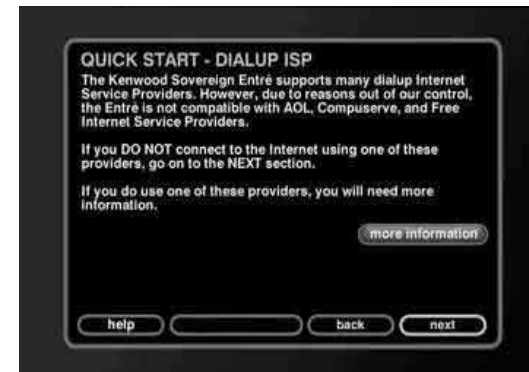 QUICK START - DIALUP ISP
The Kenwood Sovereign Entré supports many dialup Internet
Service Providers. However, due to reasons out of our control,
the Entré is not compatible with AOL, Compuserve, and Free
Internet Service Providers.
If you DO NOT connect to the Internet using one of these
providers, go on to the NEXT section.
If you do use one of these providers, you will need more
information.
more information
help back next